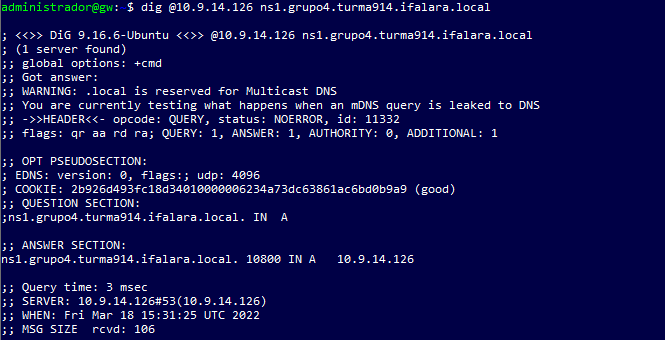 administrador@gw:~$ dig @10.9.14.126 ns1.grupo4.turma914.ifalara.local
; <<>> DiG 9.16.6-Ubuntu <<>> @10.9.14.126 ns1.grupo4.turma914.ifalara.local
; (1 server found)
;; global options: +cmd
;; Got answer:
;; WARNING: .local is reserved for Multicast DNS
;; You are currently testing what happens when an mDNS query is leaked to DNS
;; ->>HEADER<<- opcode: QUERY, status: NOERROR, id: 11332
;; flags: qr aa rd ra; QUERY: 1, ANSWER: 1, AUTHORITY: 0, ADDITIONAL: 1
;; OPT PSEUDOSECTION:
; EDNS: version: 0, flags:; udp: 4096
; COOKIE: 2b926d493fc18d34010000006234a73dc63861ac6bd0b9a9 (good)
;; QUESTION SECTION:
;ns1.grupo4.turma914.ifalara.local. IN A
;; ANSWER SECTION:
ns1.grupo4.turma914.ifalara.local. 10800 IN A 10.9.14.126
;; Query time: 3 msec
;; SERVER: 10.9.14.126#53(10.9.14.126)
;; WHEN: Fri Mar 18 15:31:25 UTC 2022
;; MSG SIZE rcvd: 106